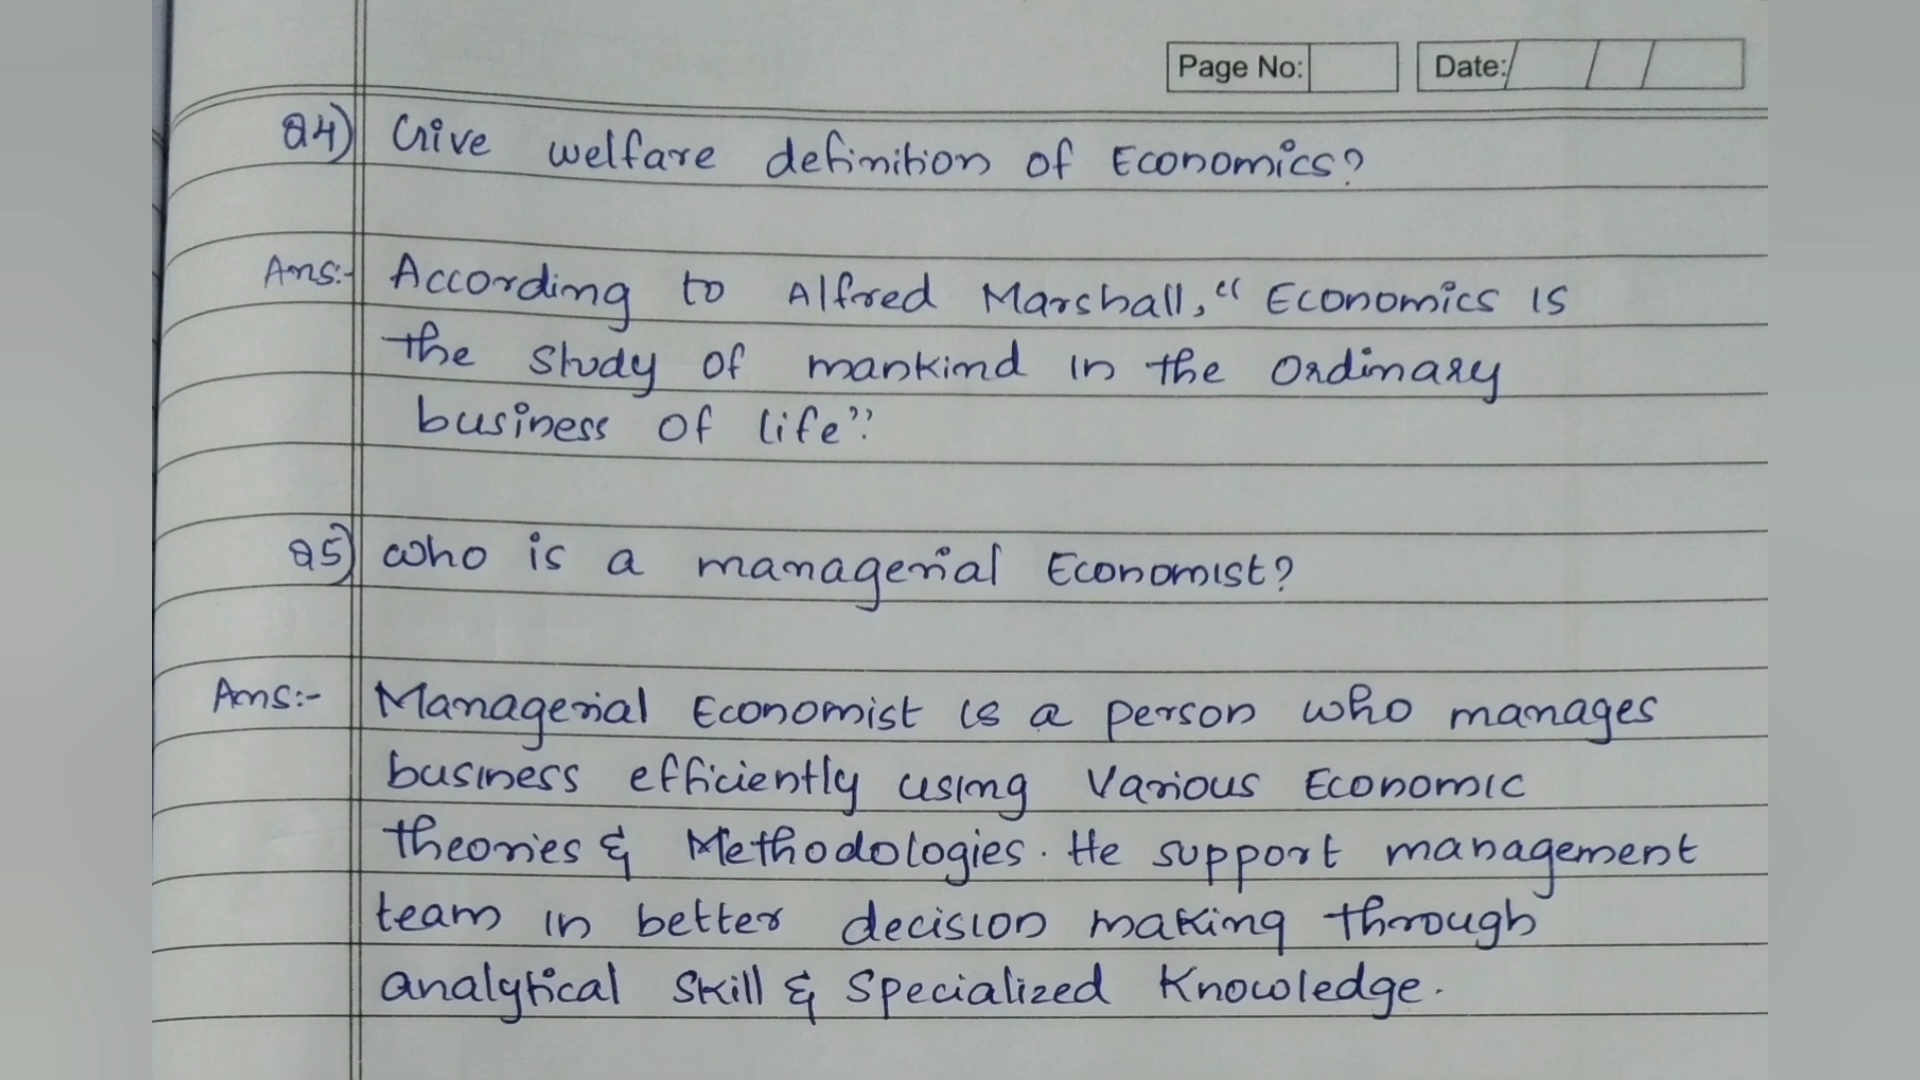 Page No: Date: / / /
Q4) Give welfare definition of Economics?
Ans:- According to Alfred Marshall, "Economics is
the study of mankind in the ordinary
business of life".
Q5) who is a managerial Economist?
Ans:- Managerial Economist is a person who manages
business efficiently using various Economic
theories & Methodologies. He support management
team in better decision making through
analytical skill & specialized knowledge.